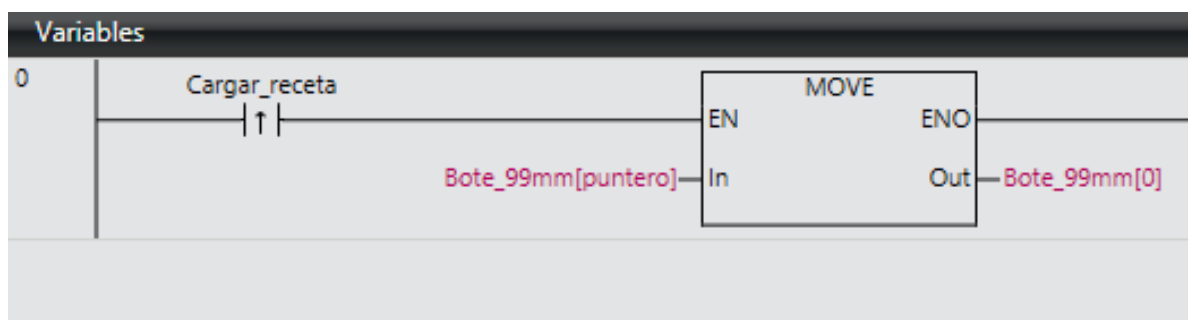 Variables
0
Cargar_receta
↑
MOVE
EN ENO
Bote_99mm[puntero] In Out Bote_99mm[0]